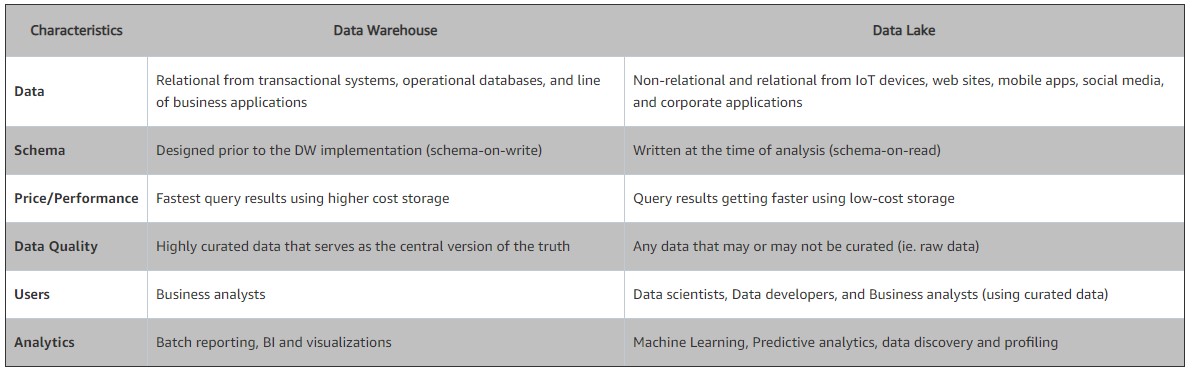 Characteristics Data Warehouse Data Lake
Data
Relational from transactional systems, operational databases, and line
of business applications
Non-relational and relational from IoT devices, web sites, mobile apps, social media,
and corporate applications
Schema
Designed prior to the DW implementation (schema-on-write)
Written at the time of analysis (schema-on-read)
Price/Performance
Fastest query results using higher cost storage
Query results getting faster using low-cost storage
Data Quality
Highly curated data that serves as the central version of the truth
Any data that may or may not be curated (ie. raw data)
Users
Business analysts
Data scientists, Data developers, and Business analysts (using curated data)
Analytics
Batch reporting, BI and visualizations
Machine Learning, Predictive analytics, data discovery and profiling